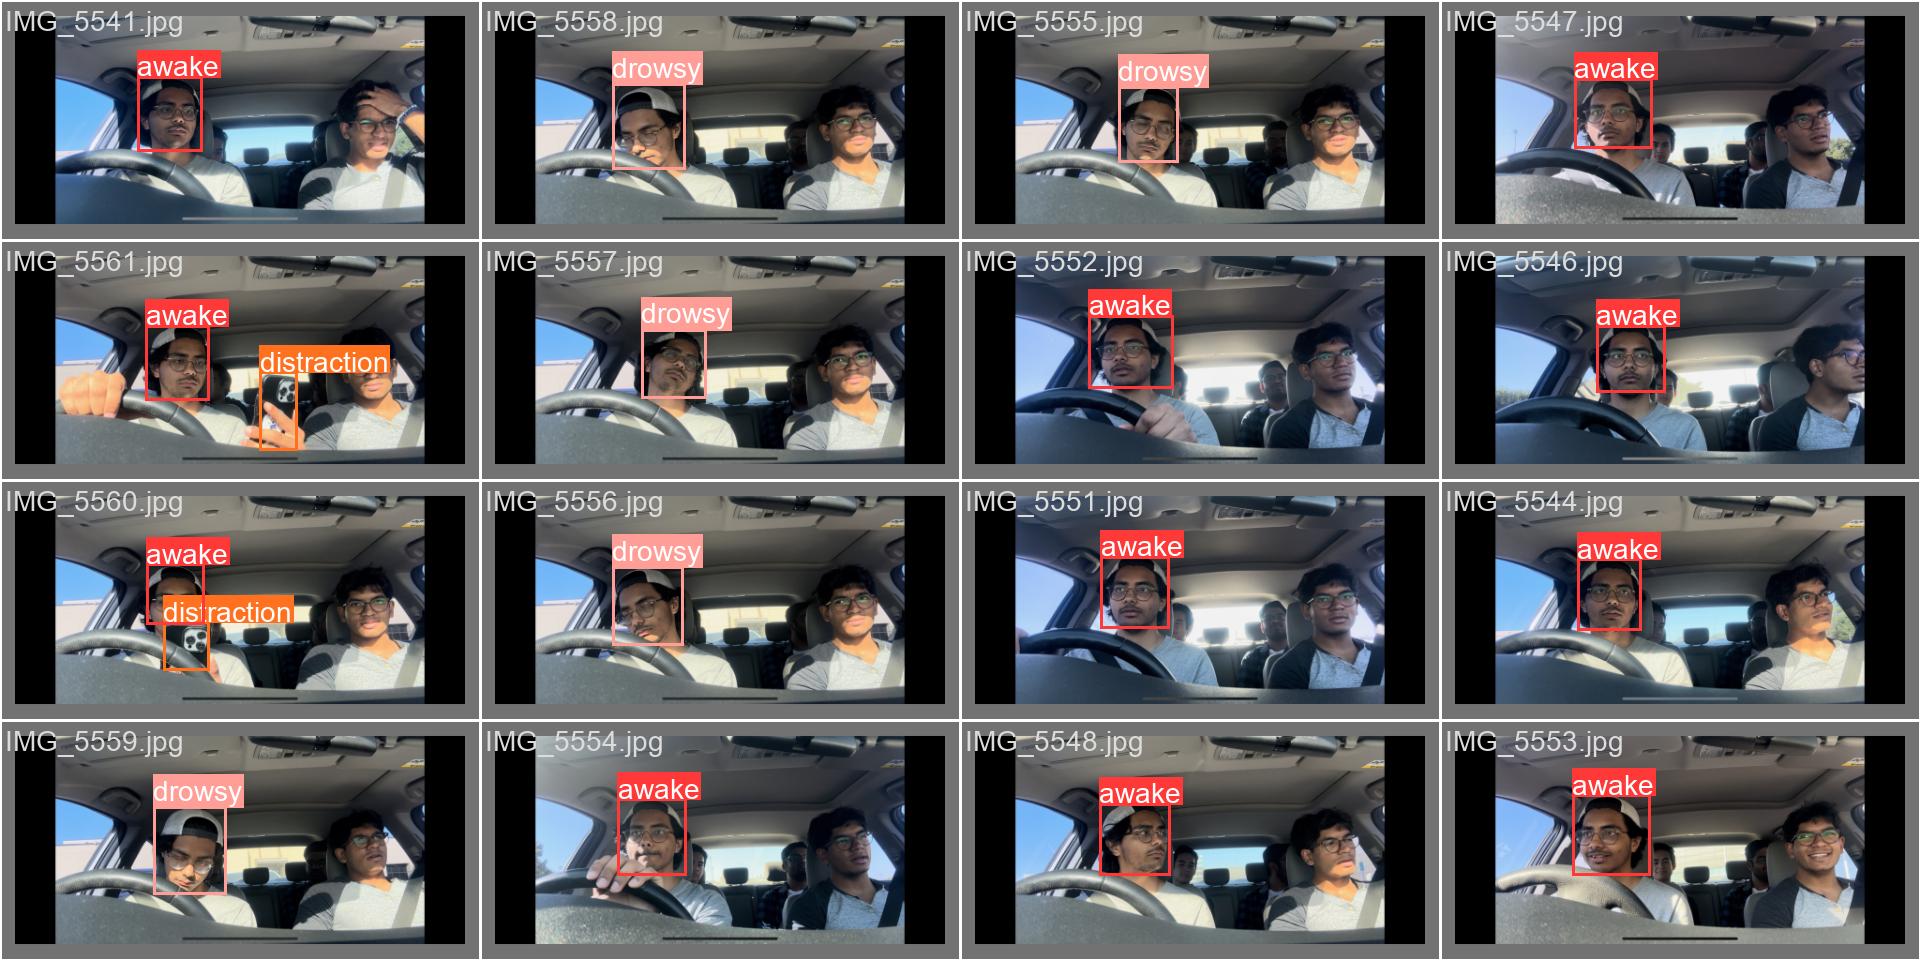 IMG_5541.jpg
awake
IMG_5558.jpg
drowsy
IMG_5555.jpg
drowsy
IMG_5547.jpg
awake
IMG_5561.jpg
awake
distraction
IMG_5557.jpg
drowsy
IMG_5552.jpg
awake
IMG_5546.jpg
awake
IMG_5560.jpg
awake
distraction
IMG_5556.jpg
drowsy
IMG_5551.jpg
awake
IMG_5544.jpg
awake
IMG_5559.jpg
drowsy
IMG_5554.jpg
awake
IMG_5548.jpg
awake
IMG_5553.jpg
awake